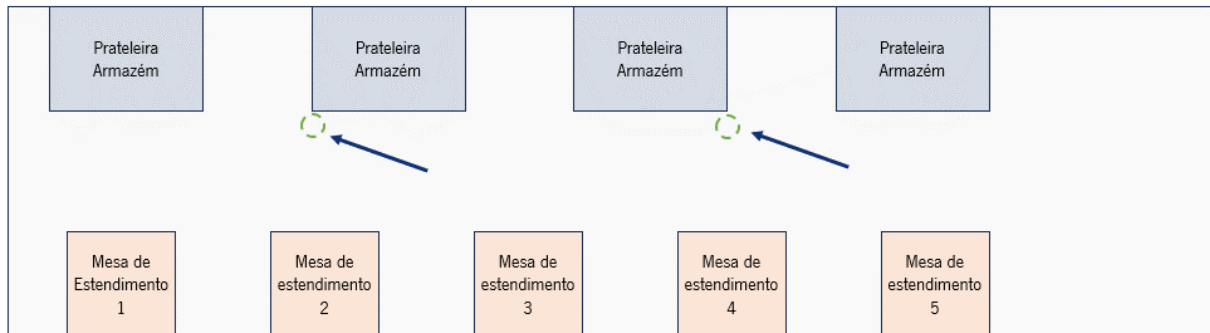 Prateleira
Armazém
Prateleira
Armazém
Prateleira
Armazém
Prateleira
Armazém
Mesa de
Estendimento
1
Mesa de
estendimento
2
Mesa de
estendimento
3
Mesa de
estendimento
4
Mesa de
estendimento
5